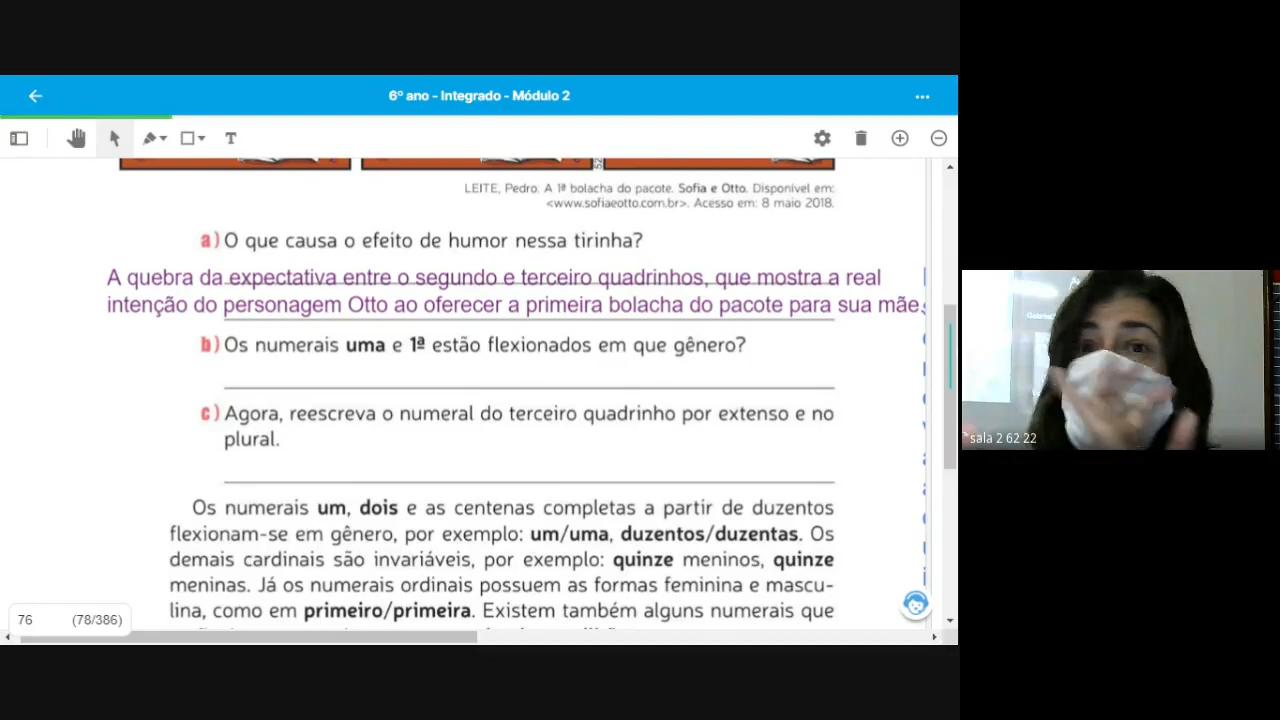 6º ano - Integrado - Módulo 2
T
LEITE, Pedro. A 1ª bolacha do pacote. Sofia e Otto. Disponível em:
<www.sofiaeotto.com.br>. Acesso em: 8 maio 2018.
a) O que causa o efeito de humor nessa tirinha?
A quebra da expectativa entre o segundo e terceiro quadrinhos, que mostra a real
intenção do personagem Otto ao oferecer a primeira bolacha do pacote para sua mãe.
b) Os numerais uma e 1ª estão flexionados em que gênero?
c) Agora, reescreva o numeral do terceiro quadrinho por extenso e no
plural.
Os numerais um, dois e as centenas completas a partir de duzentos
flexionam-se em gênero, por exemplo: um/uma, duzentos/duzentas. Os
demais cardinais são invariáveis, por exemplo: quinze meninos, quinze
meninas. Já os numerais ordinais possuem as formas feminina e mascu-
lina, como em primeiro/primeira. Existem também alguns numerais que
76 (78/386)
sala 2 62 22